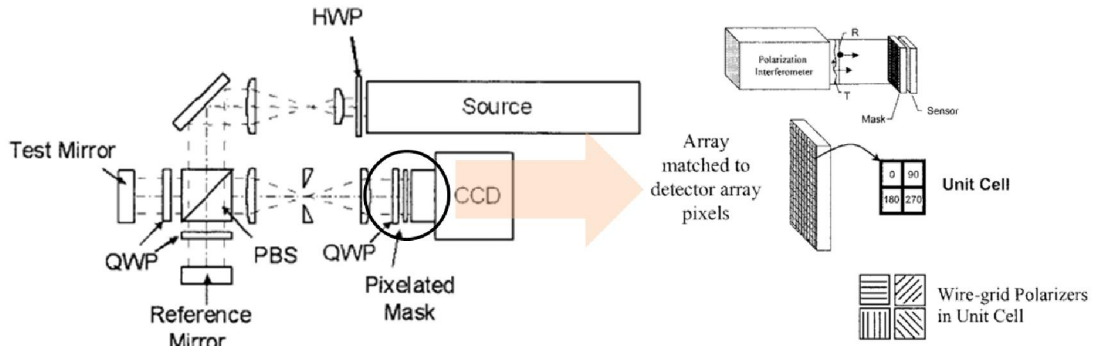 HWP
Source
Test Mirror
QWP
PBS
QWP
CCD
Pixelated
Mask
Reference
Mirror
R
Polarization
Interferometer
T
Mask
Sensor
Array
matched to
detector array
pixels
0 90
180 270
Unit Cell
Wire-grid Polarizers
in Unit Cell